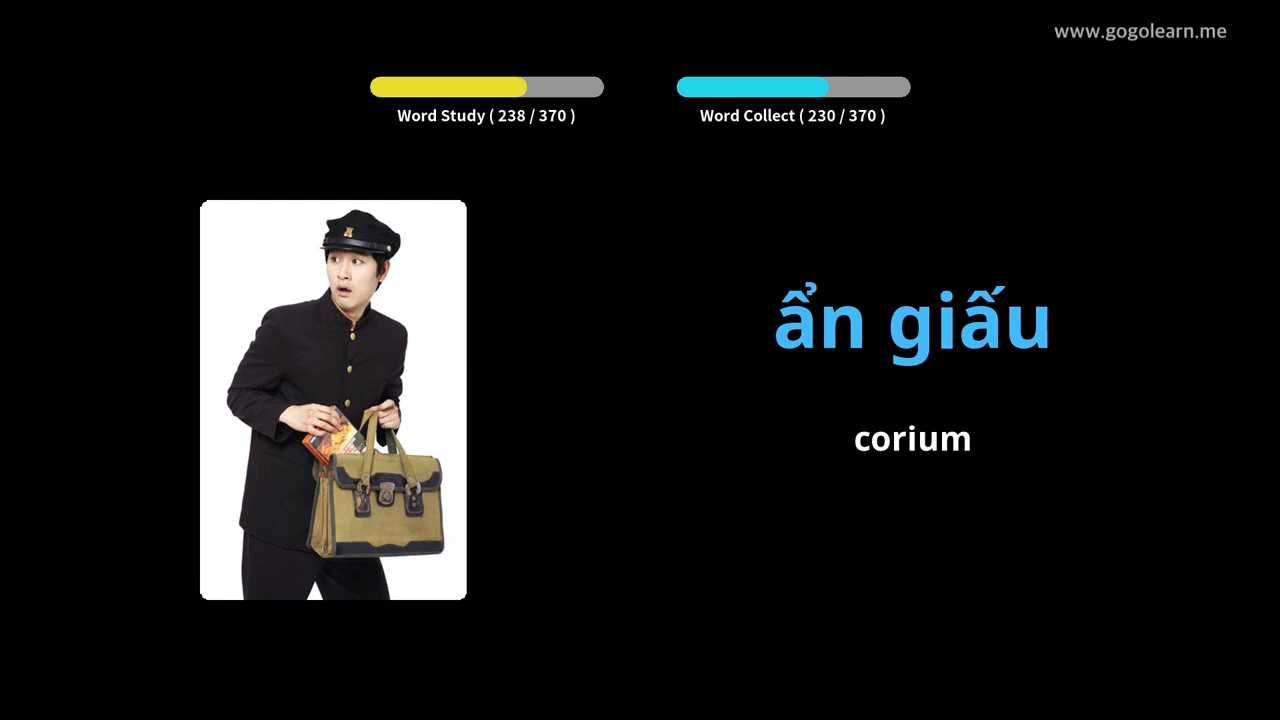 www.gogolearn.me
Word Study ( 238 / 370 )
Word Collect ( 230 / 370 )
ẩn giấu
corium